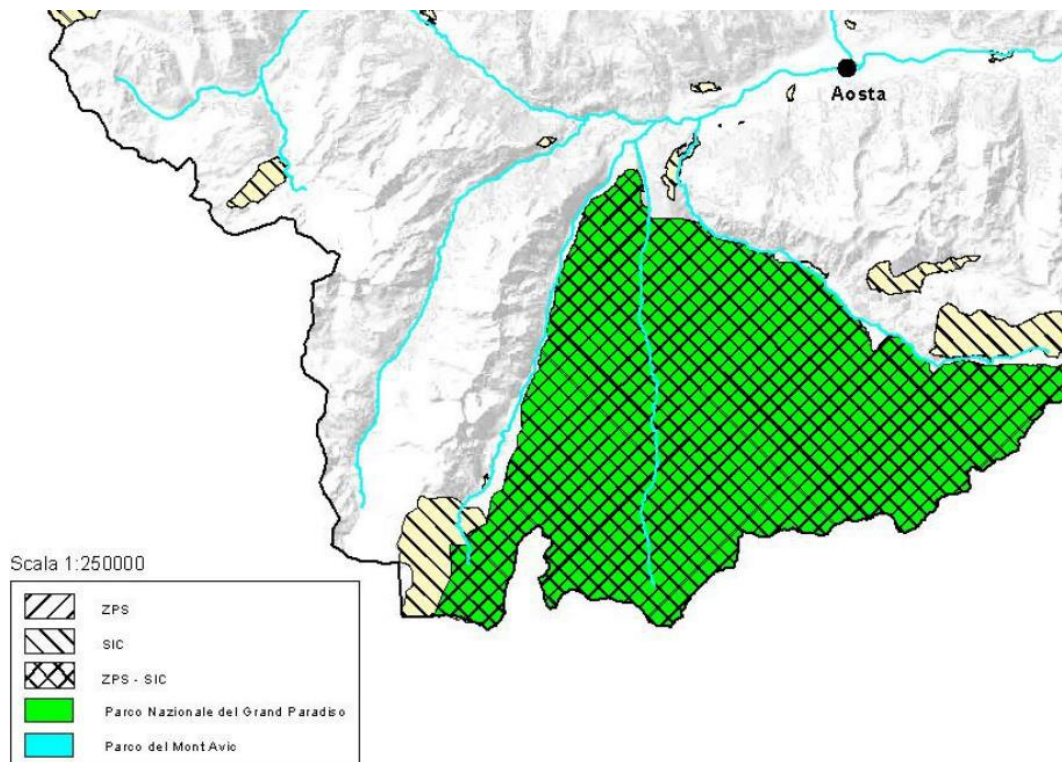 Aosta
Scala 1:250000
ZPS
SIC
ZPS - SIC
Parco Nazionale del Grand Paradiso
Parco del Mont Avic